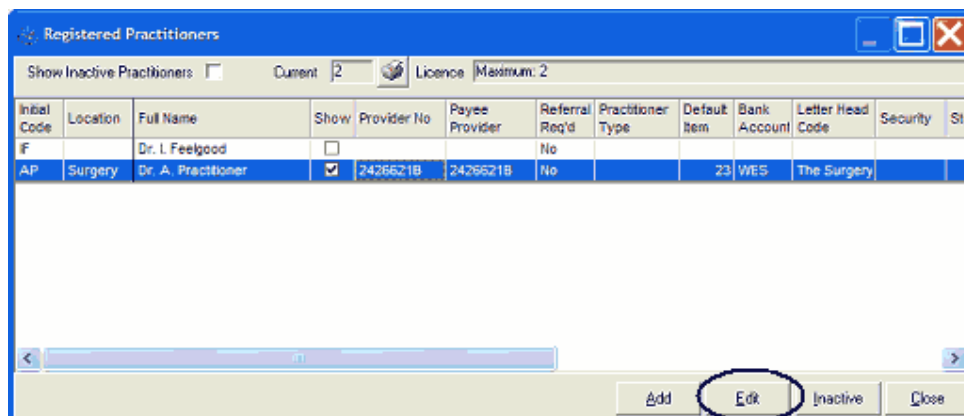 Registered Practitioners
Show Inactive Practitioners Current 2 Licence Maximum: 2
Initial Code Location Full Name Show Provider No Payee Provider Referral Req'd Practitioner Type Default Item Bank Account Letter Head Code Security St
IF Dr. I. Feelgood No
AP Surgery Dr. A. Practitioner 2426621B 2426621B No 23 WES The Surgery
Add Edit Inactive Close